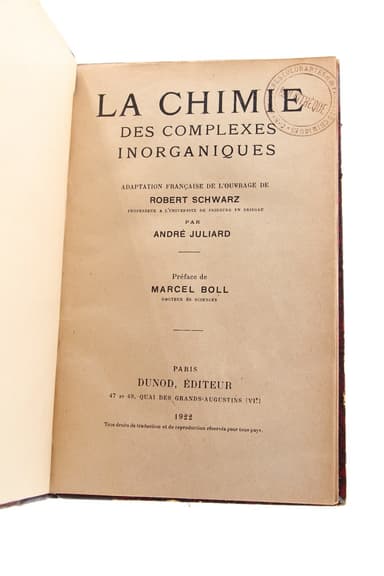 LA CHIMIE
DES COMPLEXES
INORGANIQUES
ADAPTATION FRANÇAISE DE L'OUVRAGE DE
ROBERT SCHWARZ
PROFESSEUR A L'UNIVERSITÉ DE FRIBOURG EN BRISGAU
PAR
ANDRÉ JULIARD
Préface de
MARCEL BOLL
DOCTEUR ÈS SCIENCES
PARIS
DUNOD, ÉDITEUR
47 ET 49, QUAI DES GRANDS-AUGUSTINS (VIe)
1922
Tous droits de traduction et de reproduction réservés pour tous pays.